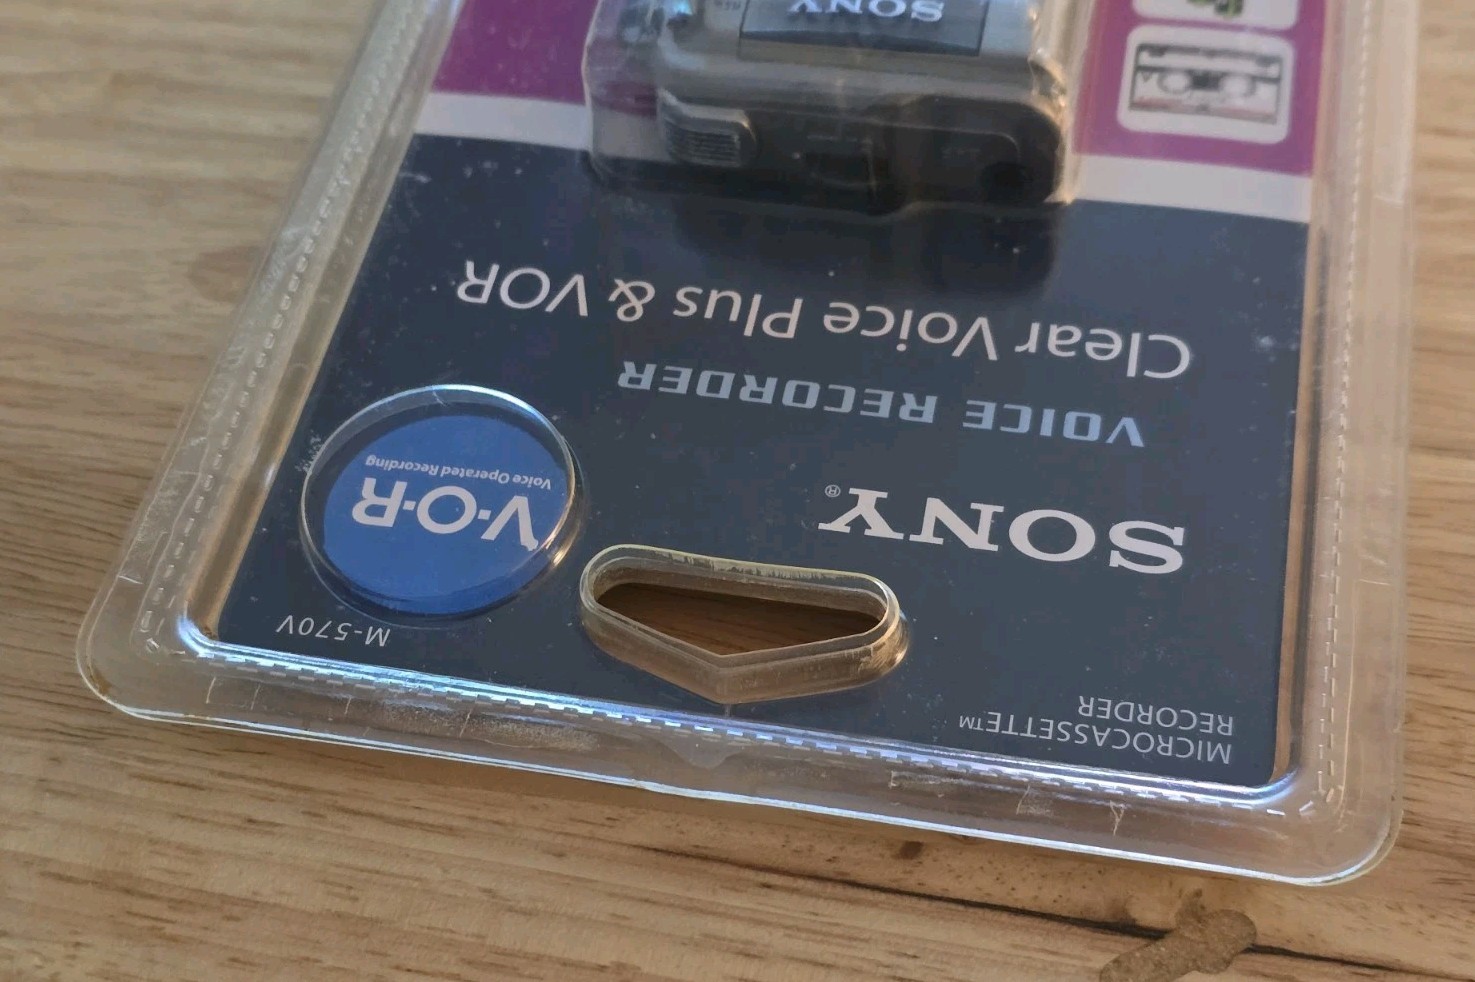 MICROCASSETTE™
RECORDER
M-570V
SONY®
V·O·R
Voice Operated Recording
VOICE RECORDER
Clear Voice Plus & VOR
SONY